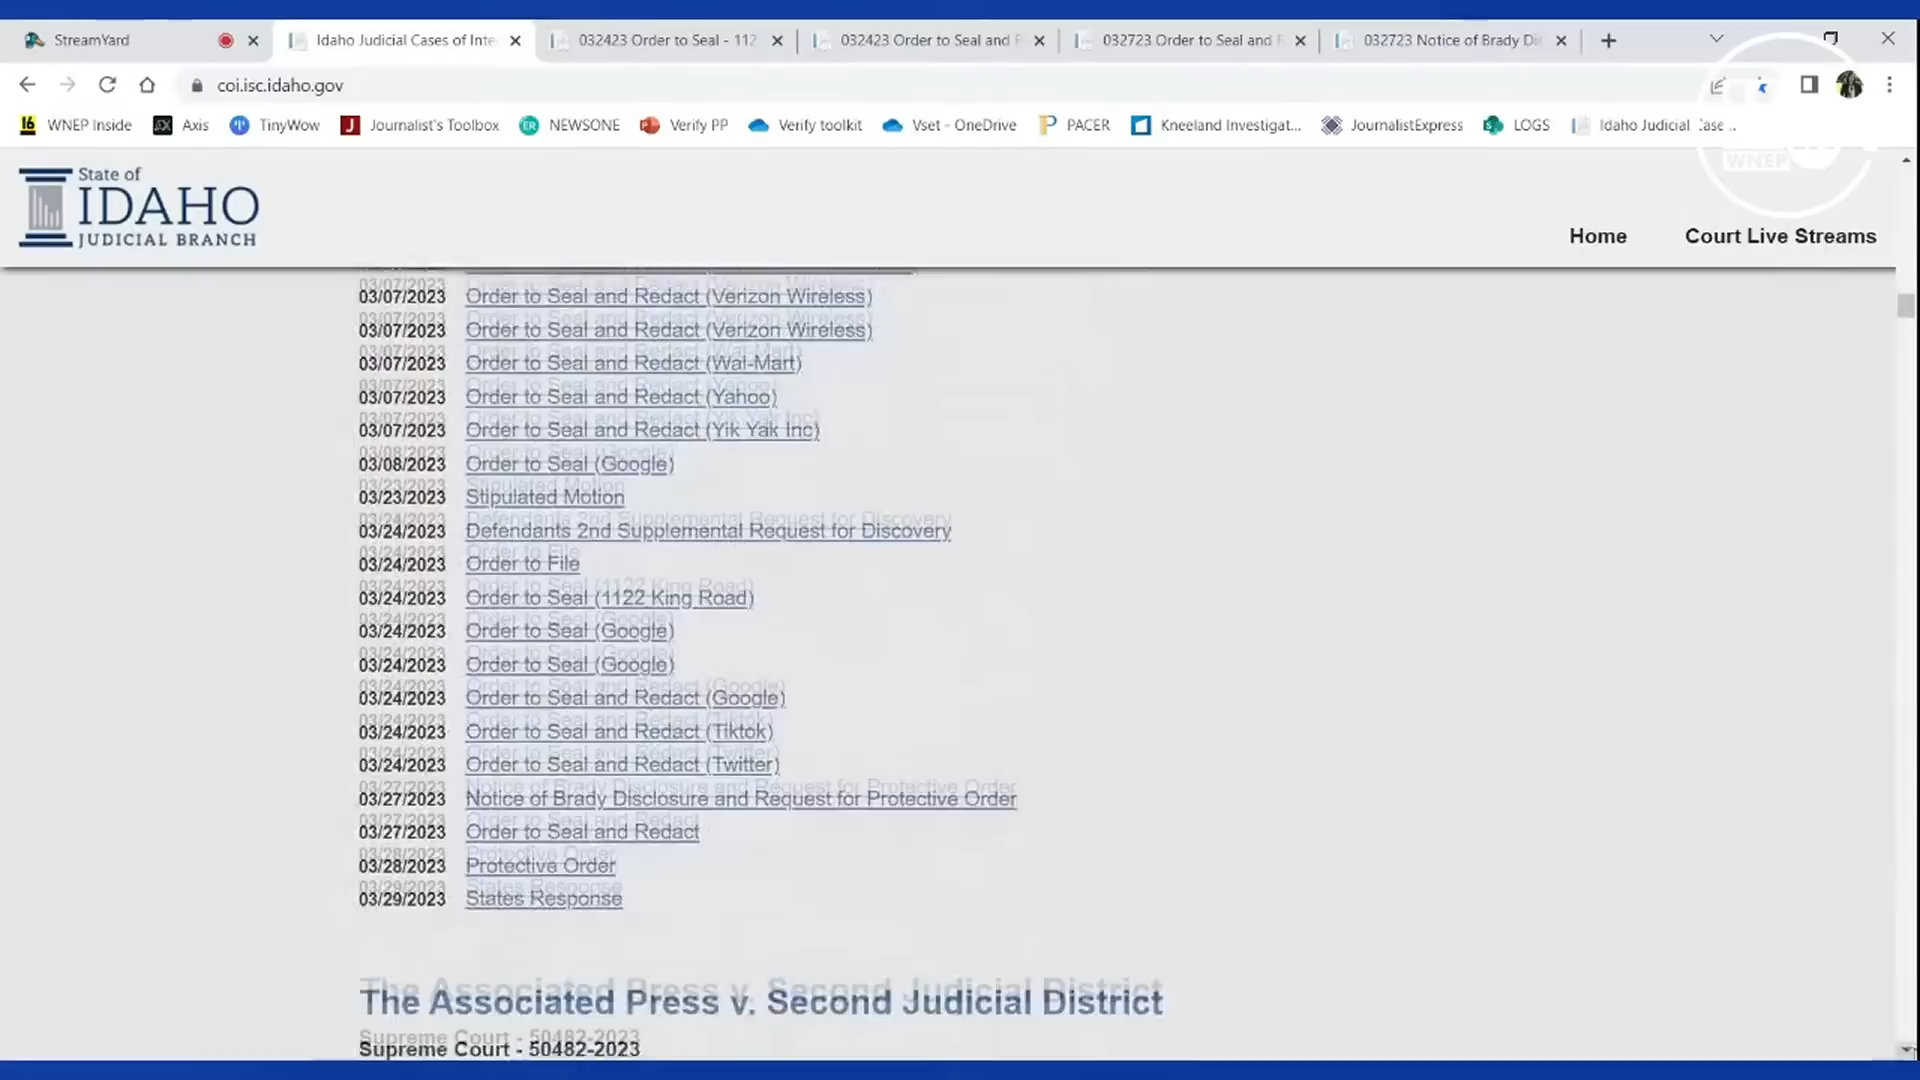 StreamYard
Idaho Judicial Cases of Inte
032423 Order to Seal - 112
032423 Order to Seal and
032723 Order to Seal and
032723 Notice of Brady Di
coi.isc.idaho.gov
16 WNEP Inside
Axis
TinyWow
J Journalist's Toolbox
ER NEWSONE
Verify PP
Verify toolkit
Vset - OneDrive
PACER
Kneeland Investigat...
JournalistExpress
LOGS
Idaho Judicial Case ...
WNEP
State of
IDAHO
JUDICIAL BRANCH
Home
Court Live Streams
03/07/2023 Order to Seal and Redact (Verizon Wireless)
03/07/2023 Order to Seal and Redact (Verizon Wireless)
03/07/2023 Order to Seal and Redact (Wal-Mart)
03/07/2023 Order to Seal and Redact (Yahoo)
03/07/2023 Order to Seal and Redact (Yik Yak Inc)
03/08/2023 Order to Seal (Google)
03/23/2023 Stipulated Motion
03/24/2023 Defendants 2nd Supplemental Request for Discovery
03/24/2023 Order to File
03/24/2023 Order to Seal (1122 King Road)
03/24/2023 Order to Seal (Google)
03/24/2023 Order to Seal (Google)
03/24/2023 Order to Seal and Redact (Google)
03/24/2023 Order to Seal and Redact (Tiktok)
03/24/2023 Order to Seal and Redact (Twitter)
03/27/2023 Notice of Brady Disclosure and Request for Protective Order
03/27/2023 Order to Seal and Redact
03/28/2023 Protective Order
03/29/2023 States Response
The Associated Press v. Second Judicial District
Supreme Court - 50482-2023